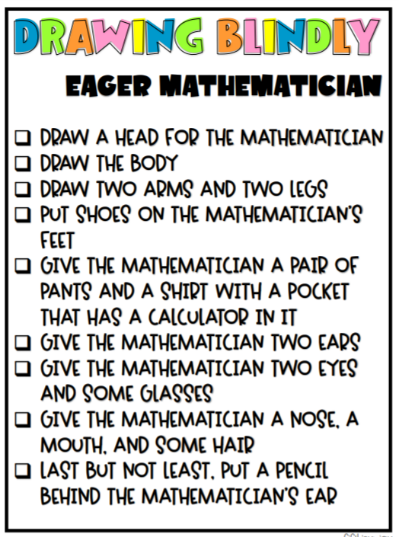 DRAWING BLINDLY
EAGER MATHEMATICIAN
DRAW A HEAD FOR THE MATHEMATICIAN
DRAW THE BODY
DRAW TWO ARMS AND TWO LEGS
PUT SHOES ON THE MATHEMATICIAN'S
FEET
GIVE THE MATHEMATICIAN A PAIR OF
PANTS AND A SHIRT WITH A POCKET
THAT HAS A CALCULATOR IN IT
GIVE THE MATHEMATICIAN TWO EARS
GIVE THE MATHEMATICIAN TWO EYES
AND SOME GLASSES
GIVE THE MATHEMATICIAN A NOSE, A
MOUTH, AND SOME HAIR
LAST BUT NOT LEAST, PUT A PENCIL
BEHIND THE MATHEMATICIAN'S EAR